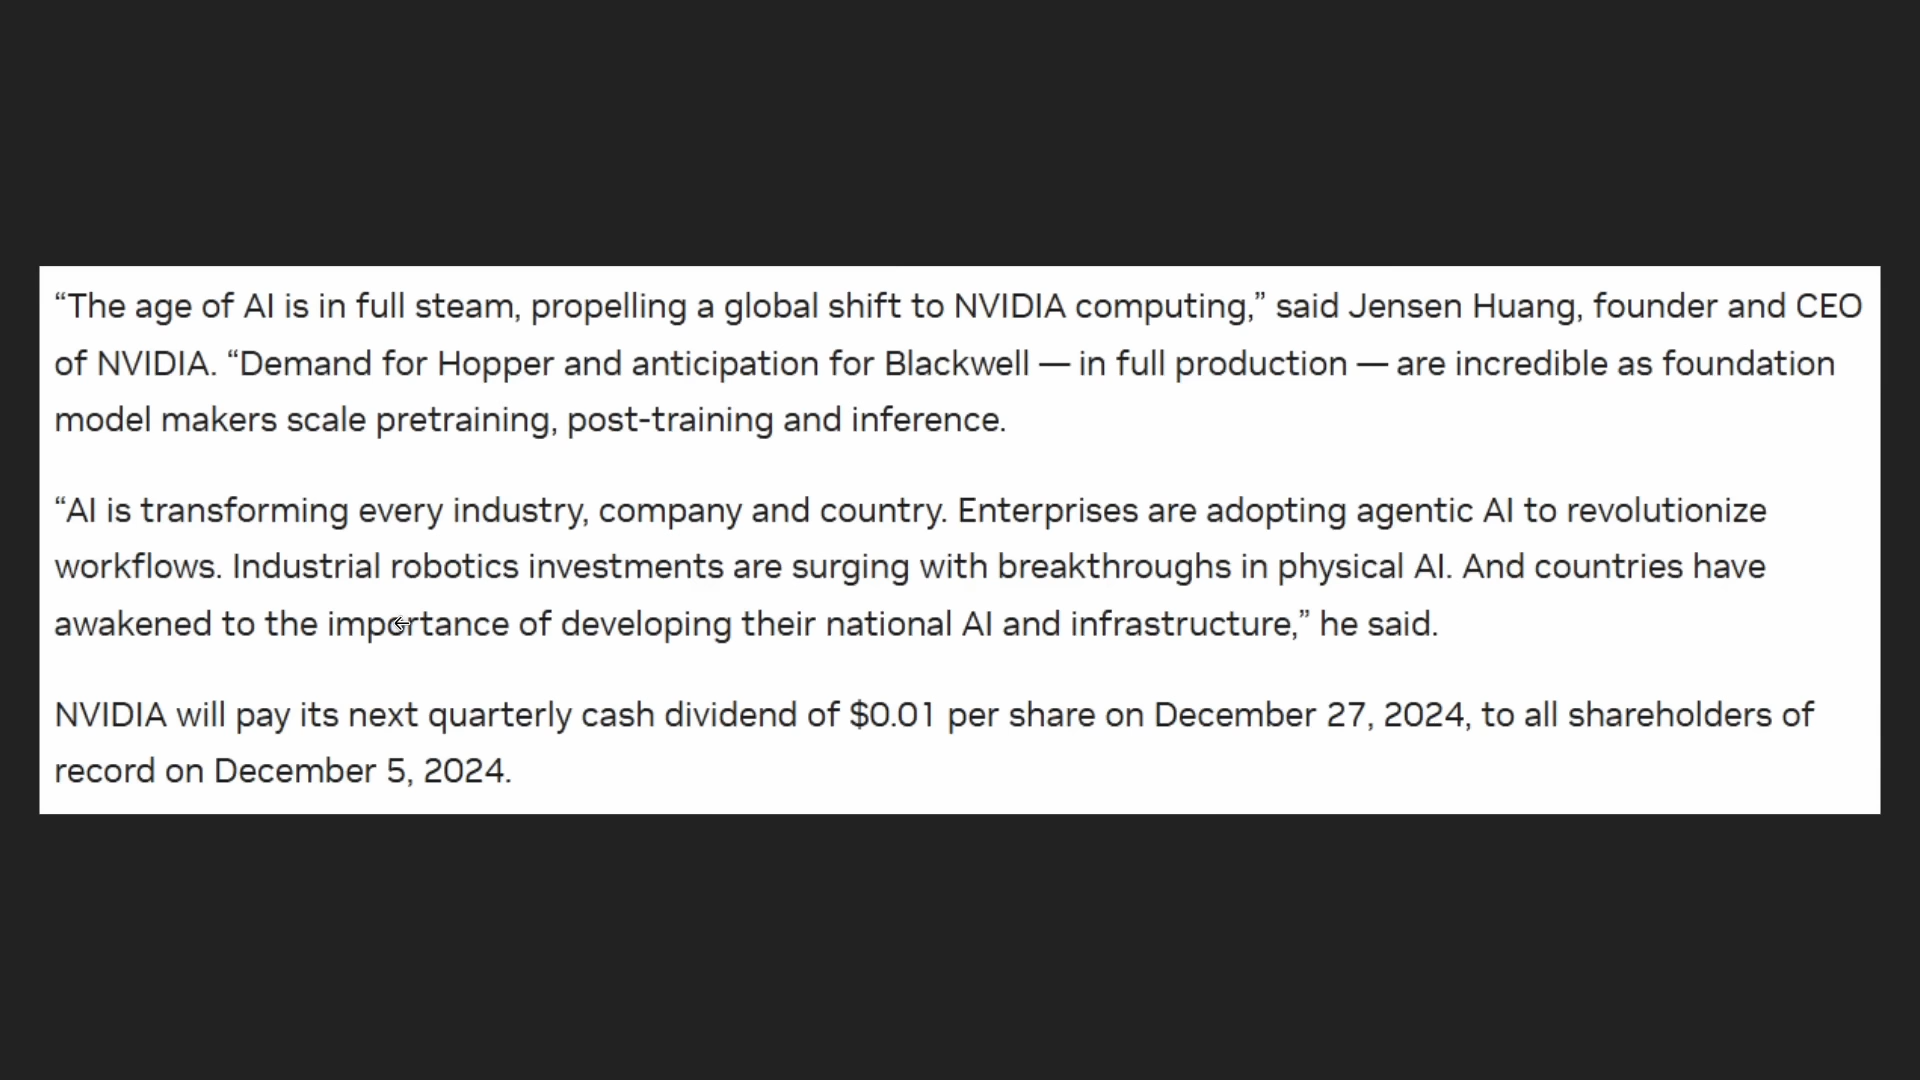 “The age of AI is in full steam, propelling a global shift to NVIDIA computing,” said Jensen Huang, founder and CEO
of NVIDIA. “Demand for Hopper and anticipation for Blackwell — in full production — are incredible as foundation
model makers scale pretraining, post-training and inference.
“AI is transforming every industry, company and country. Enterprises are adopting agentic AI to revolutionize
workflows. Industrial robotics investments are surging with breakthroughs in physical AI. And countries have
awakened to the importance of developing their national AI and infrastructure,” he said.
NVIDIA will pay its next quarterly cash dividend of $0.01 per share on December 27, 2024, to all shareholders of
record on December 5, 2024.